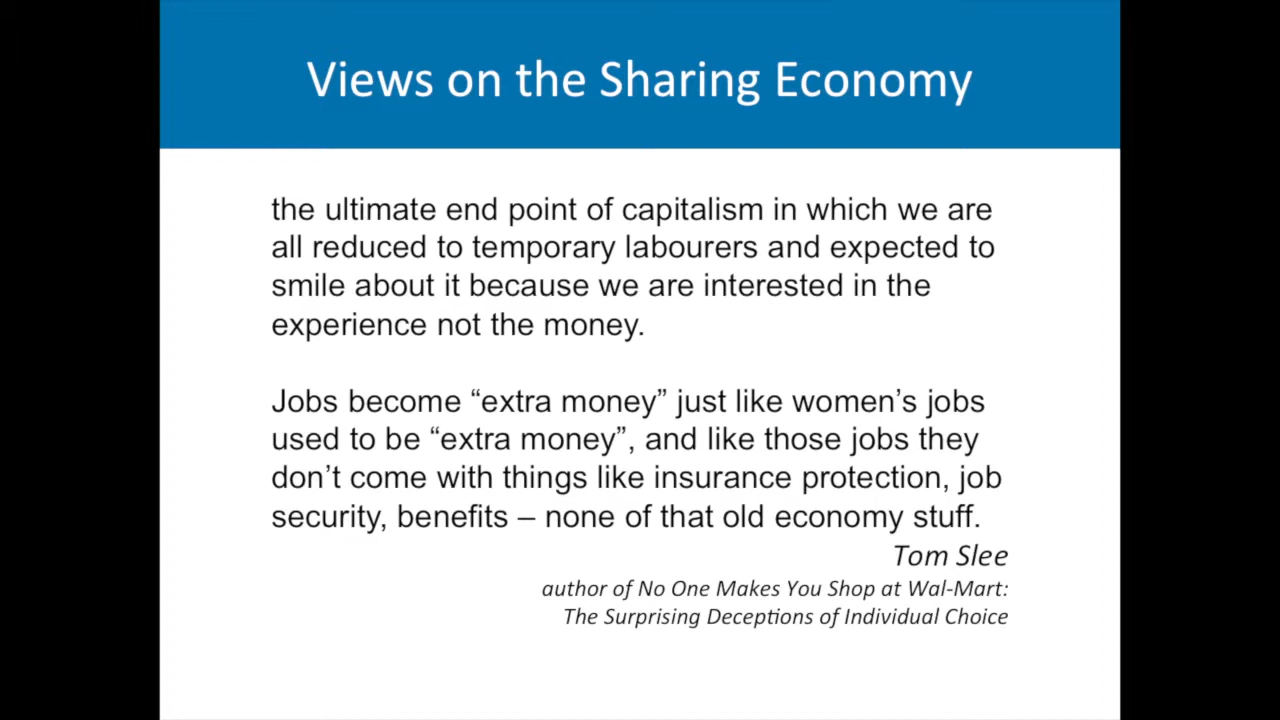 Views on the Sharing Economy
the ultimate end point of capitalism in which we are
all reduced to temporary labourers and expected to
smile about it because we are interested in the
experience not the money.
Jobs become “extra money” just like women’s jobs
used to be “extra money”, and like those jobs they
don’t come with things like insurance protection, job
security, benefits – none of that old economy stuff.
Tom Slee
author of No One Makes You Shop at Wal-Mart:
The Surprising Deceptions of Individual Choice